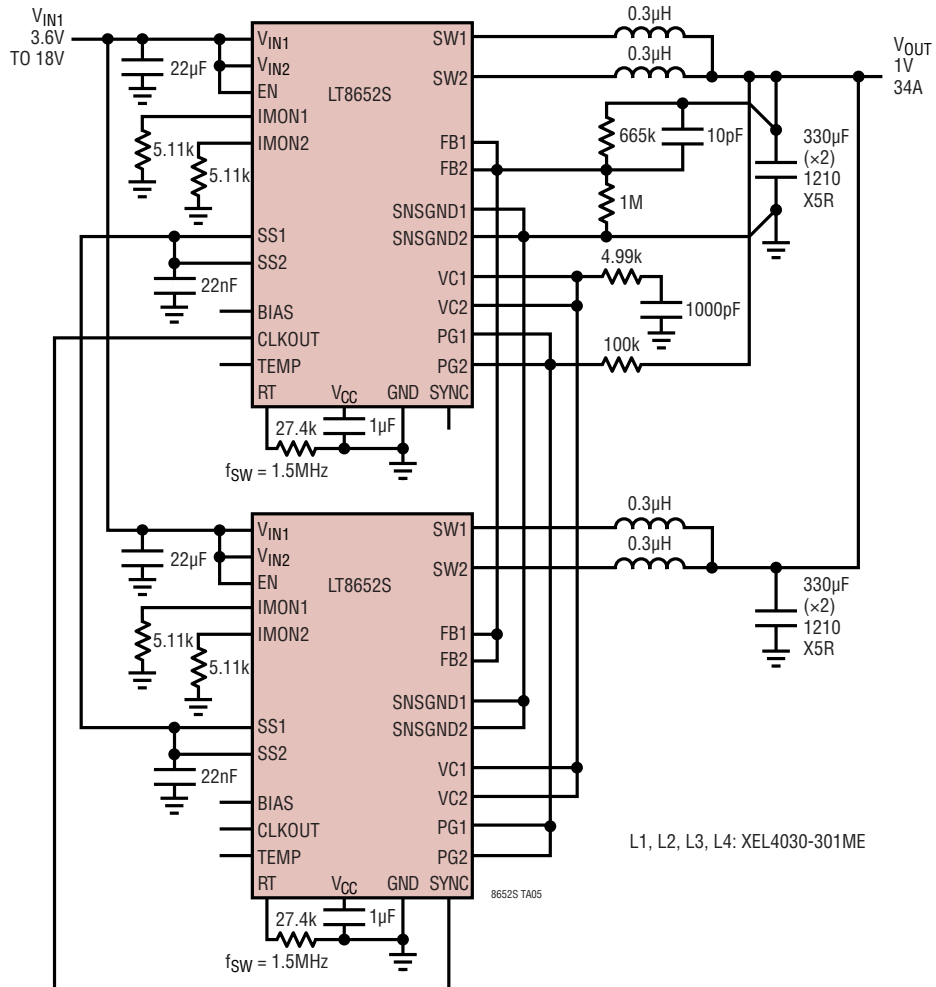 VIN1
3.6V
TO 18V
22µF
5.11k
5.11k
22nF
VIN1
VIN2
EN
IMON1
IMON2
SS1
SS2
BIAS
CLKOUT
TEMP
RT
VCC
GND
SYNC
LT8652S
SW1
SW2
FB1
FB2
SNSGND1
SNSGND2
VC1
VC2
PG1
PG2
0.3µH
0.3µH
VOUT
1V
34A
665k
10pF
1M
330µF
(×2)
1210
X5R
4.99k
1000pF
100k
27.4k
1µF
fSW = 1.5MHz
22µF
5.11k
5.11k
22nF
VIN1
VIN2
EN
IMON1
IMON2
SS1
SS2
BIAS
CLKOUT
TEMP
RT
VCC
GND
SYNC
LT8652S
SW1
SW2
FB1
FB2
SNSGND1
SNSGND2
VC1
VC2
PG1
PG2
0.3µH
0.3µH
330µF
(×2)
1210
X5R
L1, L2, L3, L4: XEL4030-301ME
8652S TA05
27.4k
1µF
fSW = 1.5MHz